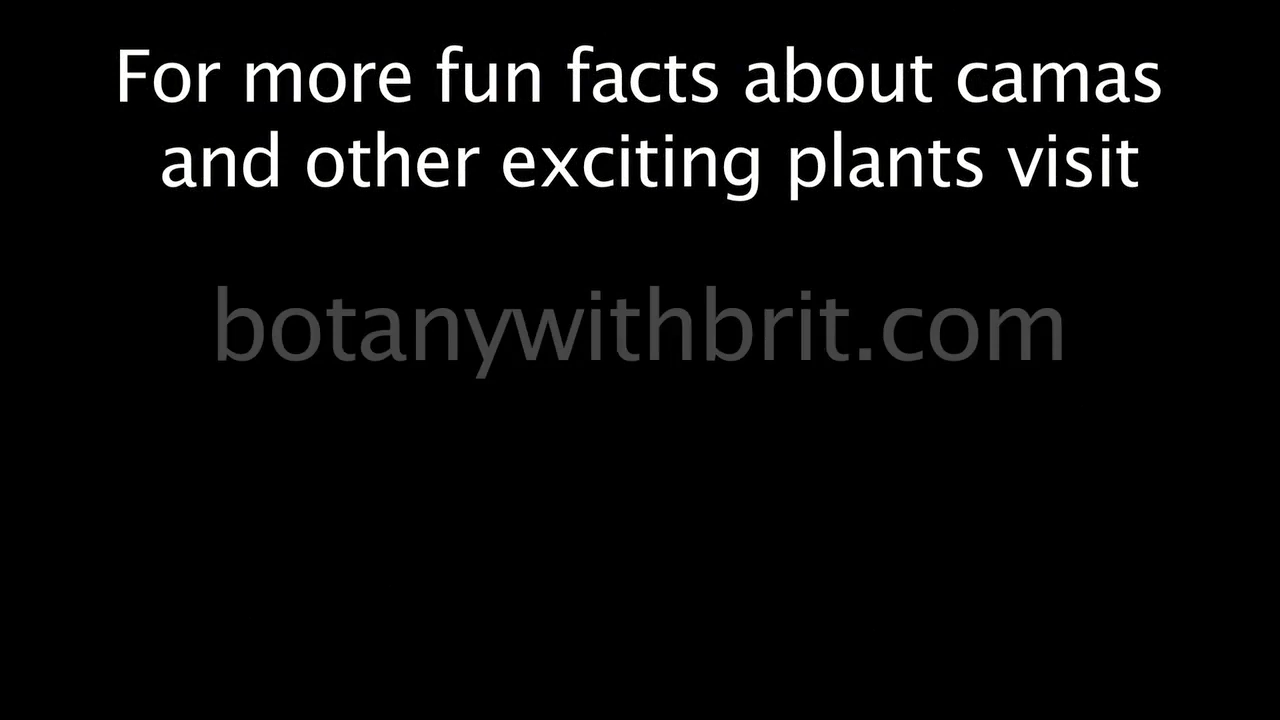 For more fun facts about camas
and other exciting plants visit
botanywithbrit.com